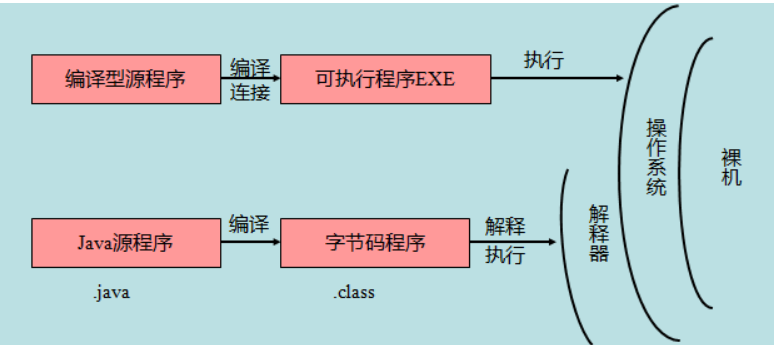 编译型源程序
编译
连接
可执行程序EXE
执行
操作系统
裸机
Java源程序
编译
字节码程序
解释
执行
解释器
.java
.class